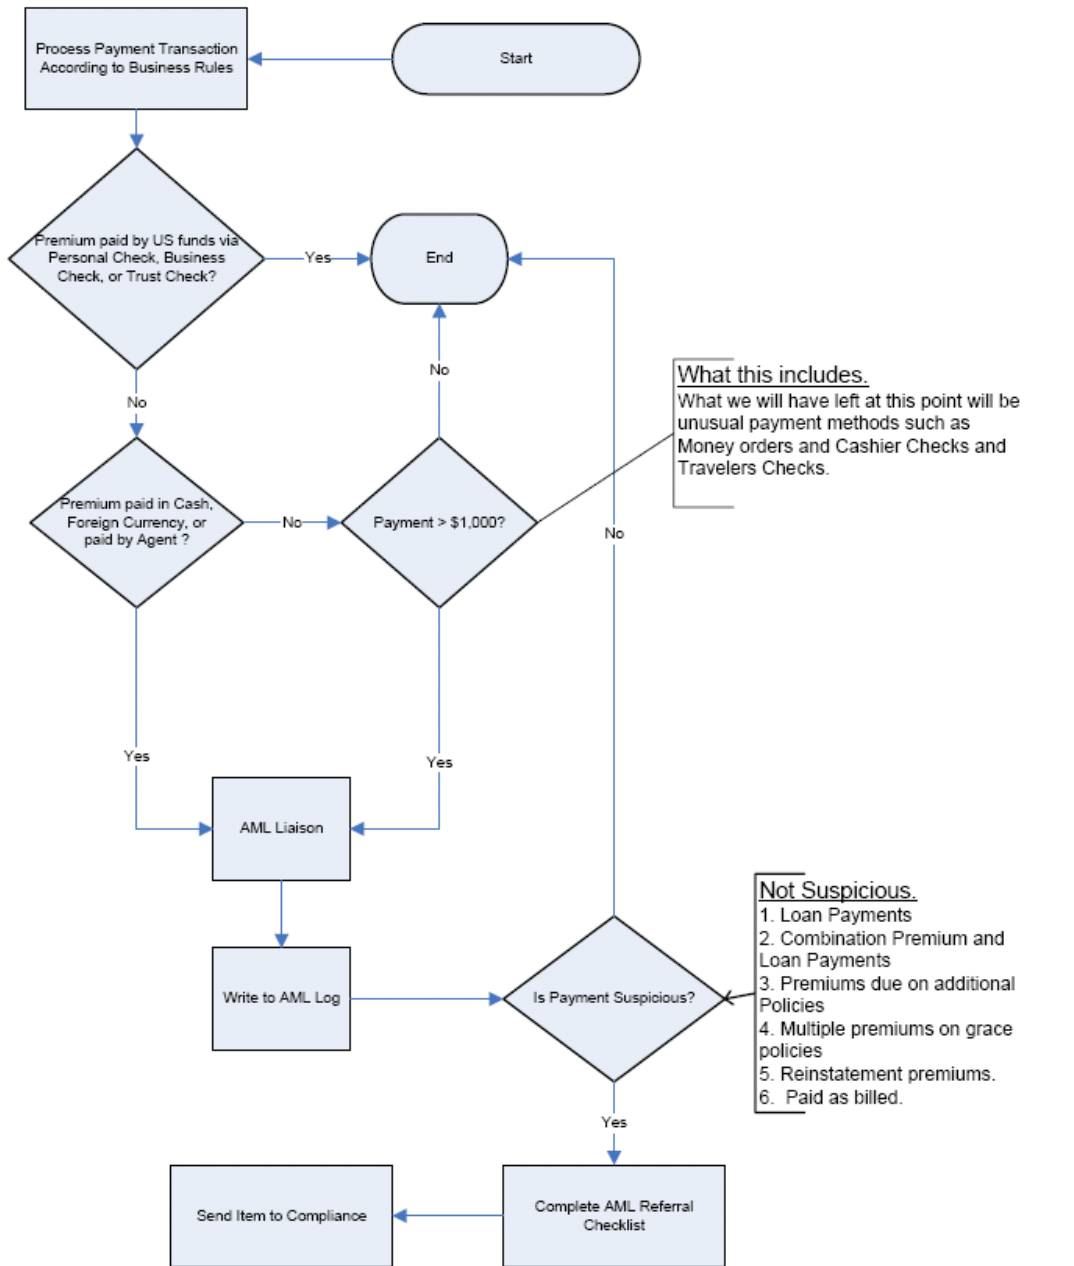 Process Payment Transaction
According to Business Rules
Start
Premium paid by US funds via
Personal Check, Business
Check, or Trust Check?
Yes
End
No
No
What this includes.
What we will have left at this point will be
unusual payment methods such as
Money orders and Cashier Checks and
Travelers Checks.
Premium paid in Cash,
Foreign Currency, or
paid by Agent ?
No
Payment > $1,000?
No
Yes
Yes
AML Liaison
Not Suspicious.
1. Loan Payments
2. Combination Premium and
Loan Payments
3. Premiums due on additional
Policies
4. Multiple premiums on grace
policies
5. Reinstatement premiums.
6.  Paid as billed.
Write to AML Log
Is Payment Suspicious?
Yes
Send Item to Compliance
Complete AML Referral
Checklist